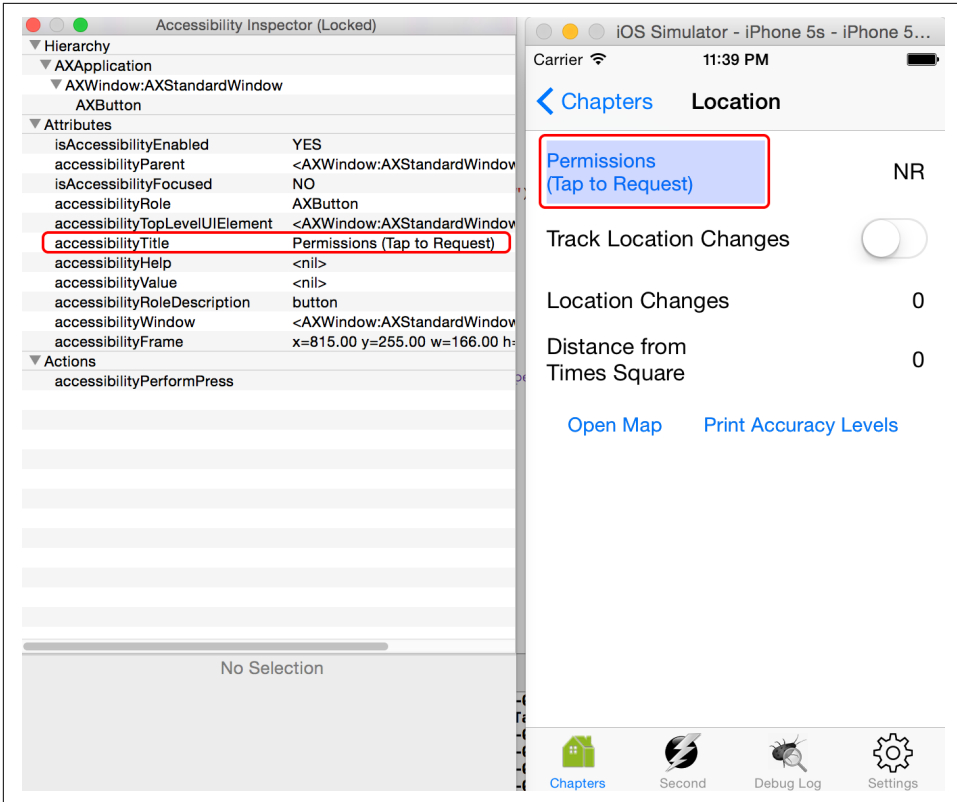 Accessibility Inspector (Locked)
Hierarchy
AXApplication
AXWindow:AXStandardWindow
AXButton
Attributes
isAccessibilityEnabled YES
accessibilityParent <AXWindow:AXStandardWindow
isAccessibilityFocused NO
accessibilityRole AXButton
accessibilityTopLevelUIElement <AXWindow:AXStandardWindow
accessibilityTitle Permissions (Tap to Request)
accessibilityHelp <nil>
accessibilityValue <nil>
accessibilityRoleDescription button
accessibilityWindow <AXWindow:AXStandardWindow
accessibilityFrame x=815.00 y=255.00 w=166.00 h=
Actions
accessibilityPerformPress
No Selection
iOS Simulator - iPhone 5s - iPhone 5...
Carrier 11:39 PM
Chapters Location
Permissions
(Tap to Request) NR
Track Location Changes
Location Changes 0
Distance from
Times Square 0
Open Map Print Accuracy Levels
Chapters Second Debug Log Settings